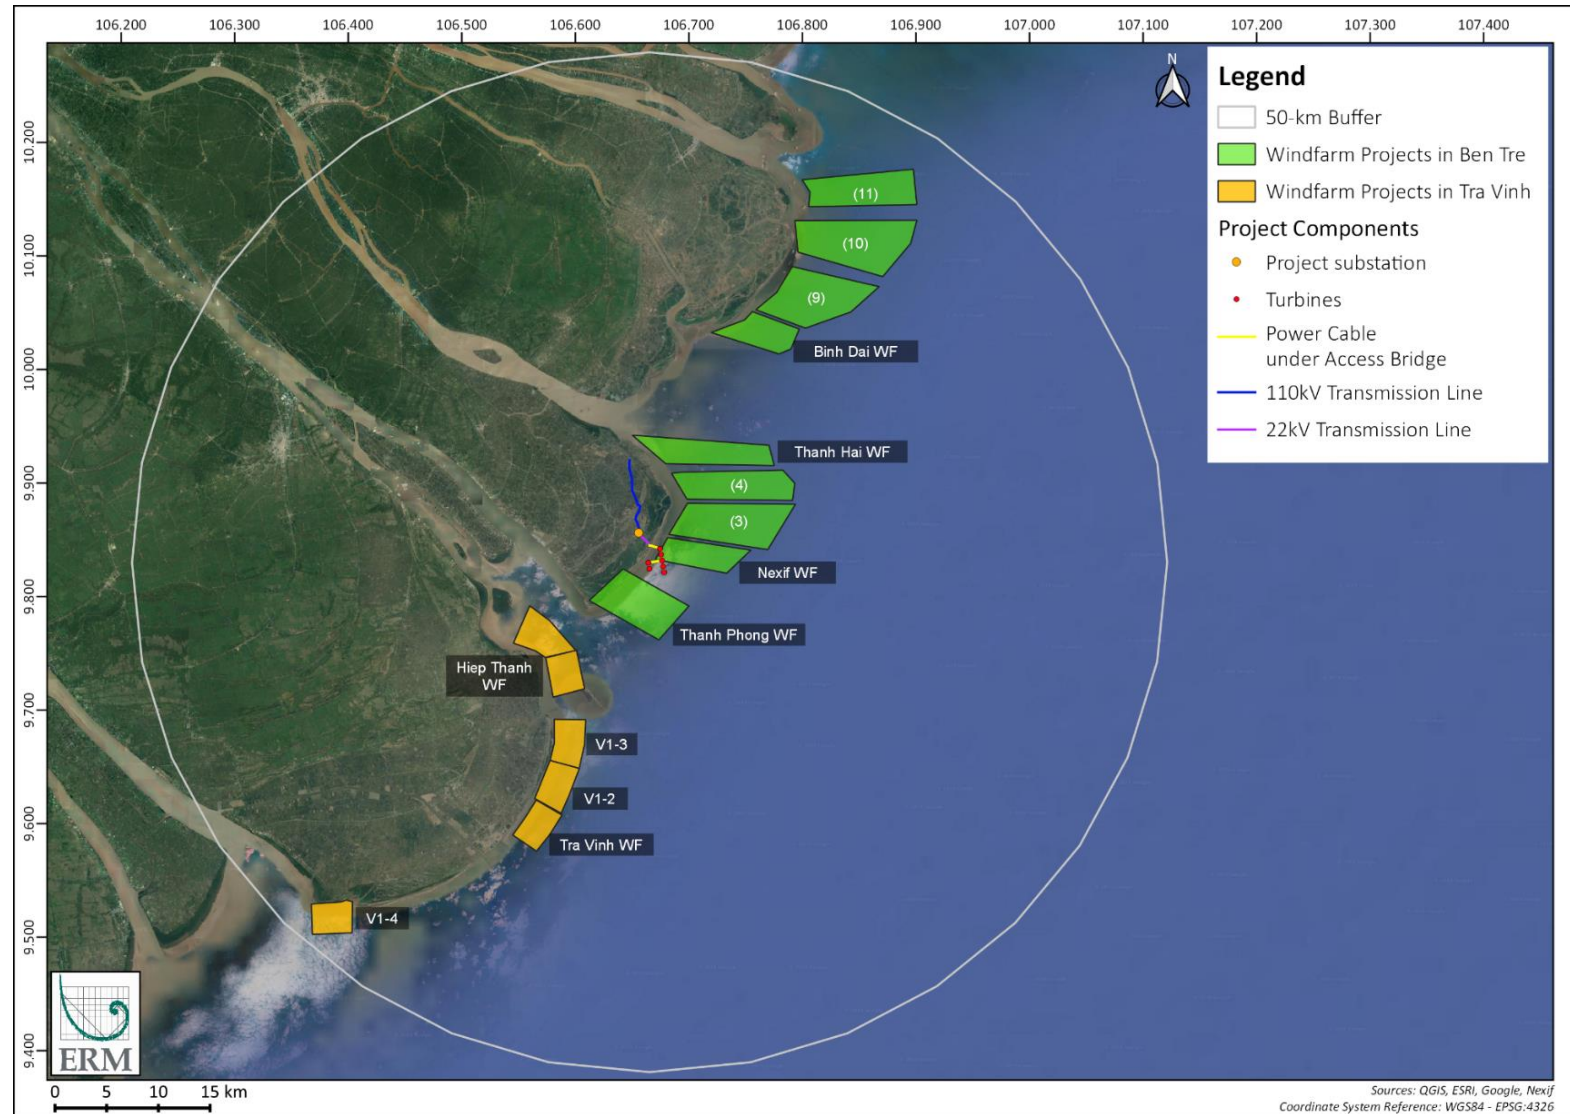 106.200 106.300 106.400 106.500 106.600 106.700 106.800 106.900 107.000 107.100 107.200 107.300 107.400
10.200
10.100
10.000
9.900
9.800
9.700
9.600
9.500
9.400
N
Legend
50-km Buffer
Windfarm Projects in Ben Tre
Windfarm Projects in Tra Vinh
Project Components
Project substation
Turbines
Power Cable
under Access Bridge
110kV Transmission Line
22kV Transmission Line
(11)
(10)
(9)
Binh Dai WF
Thanh Hai WF
(4)
(3)
Nexif WF
Thanh Phong WF
Hiep Thanh
WF
V1-3
V1-2
Tra Vinh WF
V1-4
ERM
0 5 10 15 km
Sources: QGIS, ESRI, Google, Nexif
Coordinate System Reference: WGS84 - EPSG:4326